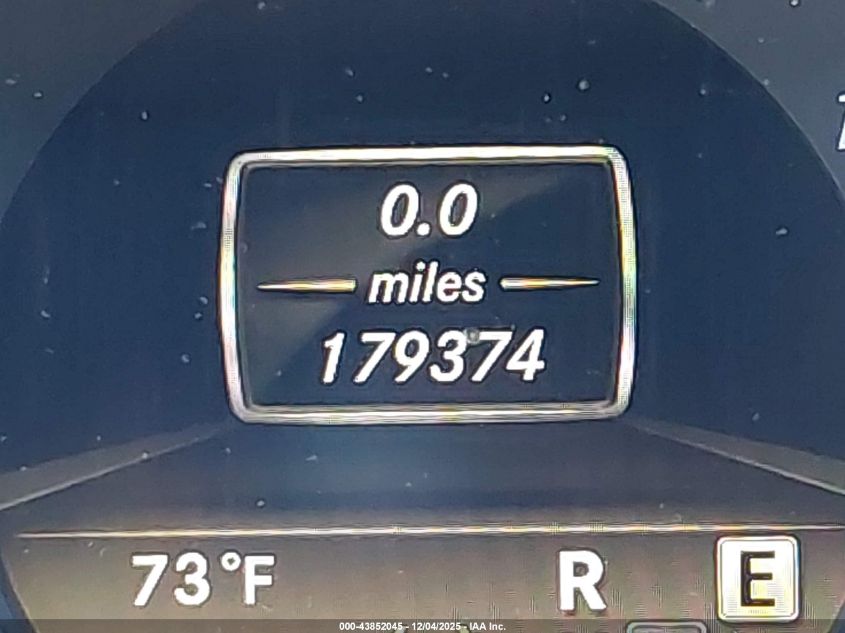 0.0
miles
179374
73°F R E
000-43852045 - 12/04/2025 - IAA Inc.